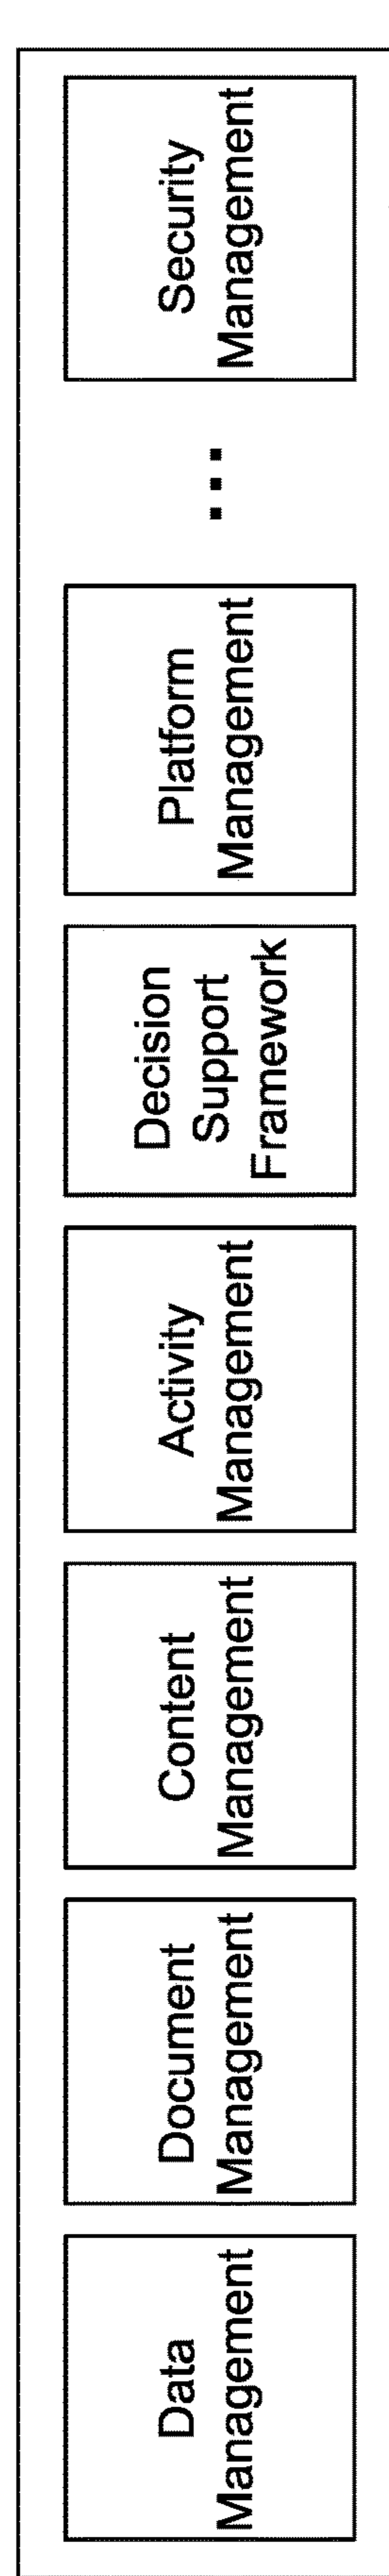 Data
Management
Document
Management
Content
Management
Activity
Management
Decision
Support
Framework
Platform
Management
...
Security
Management